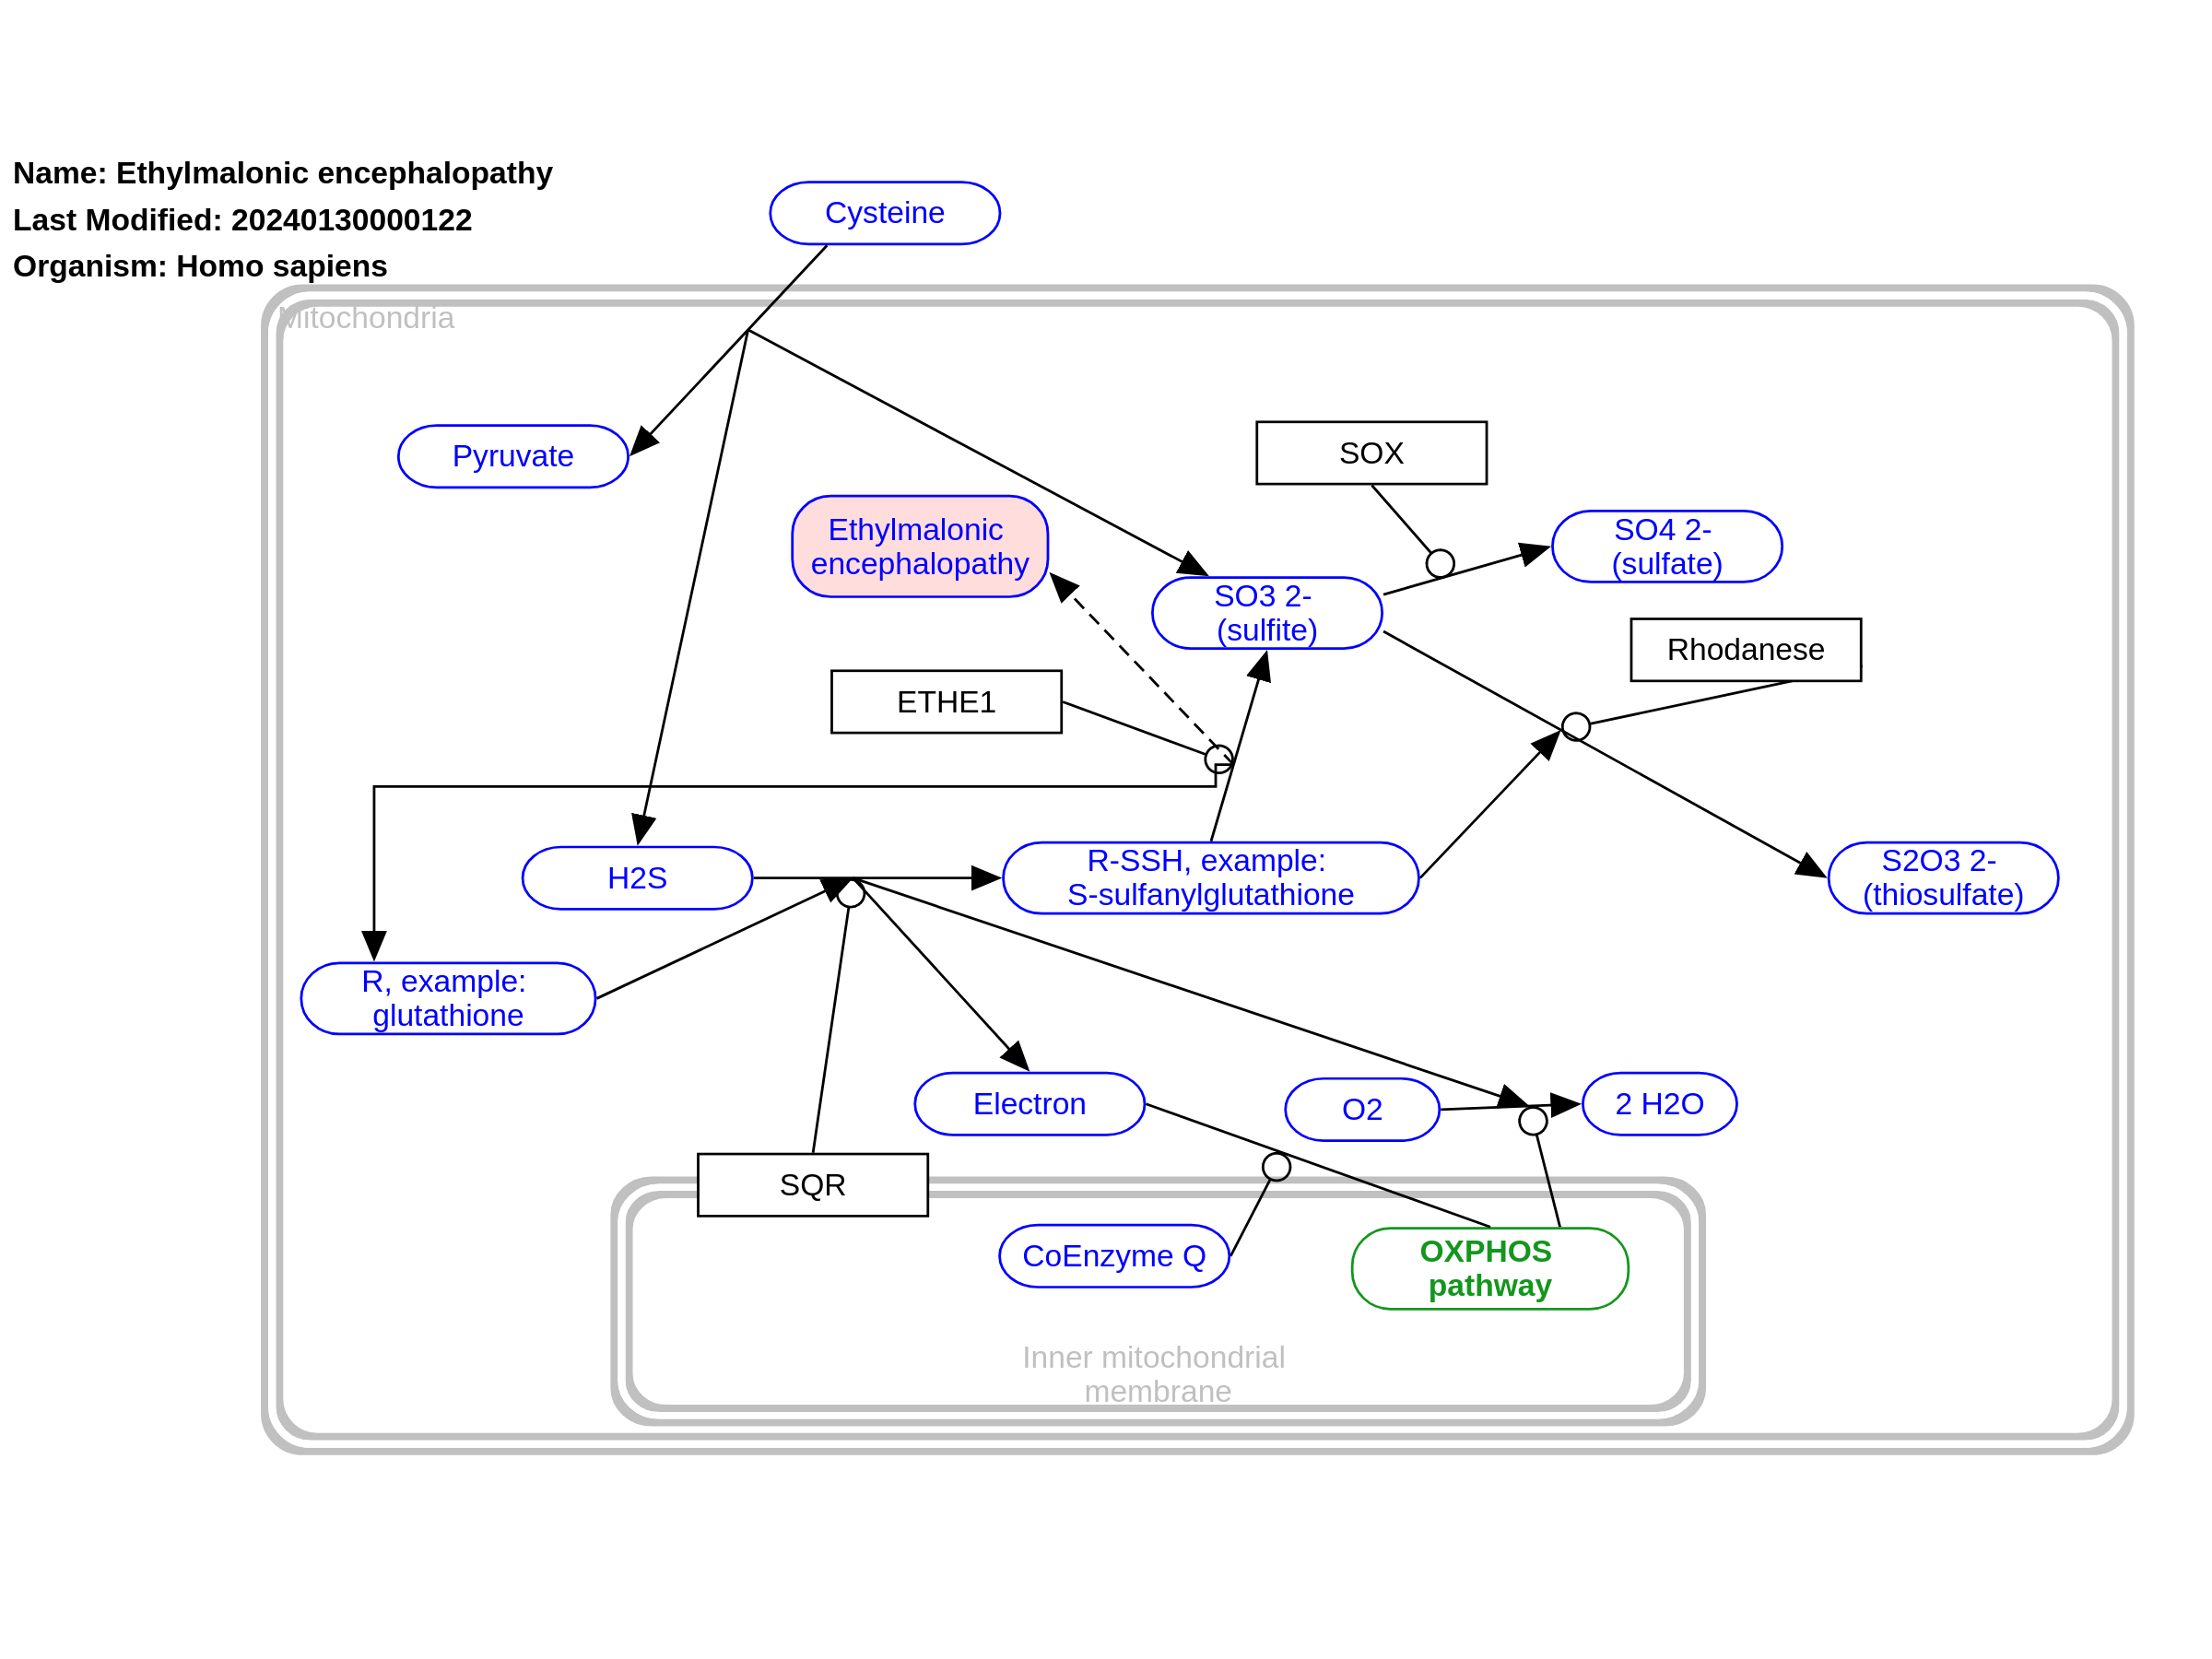 Name: Ethylmalonic encephalopathy
Last Modified: 20240130000122
Organism: Homo sapiens
Cysteine
Mitochondria
Pyruvate
SOX
Ethylmalonic
encephalopathy
SO4 2-
(sulfate)
SO3 2-
(sulfite)
Rhodanese
ETHE1
H2S
R-SSH, example:
S-sulfanylglutathione
S2O3 2-
(thiosulfate)
R, example:
glutathione
Electron
O2
2 H2O
SQR
CoEnzyme Q
OXPHOS
pathway
Inner mitochondrial
membrane